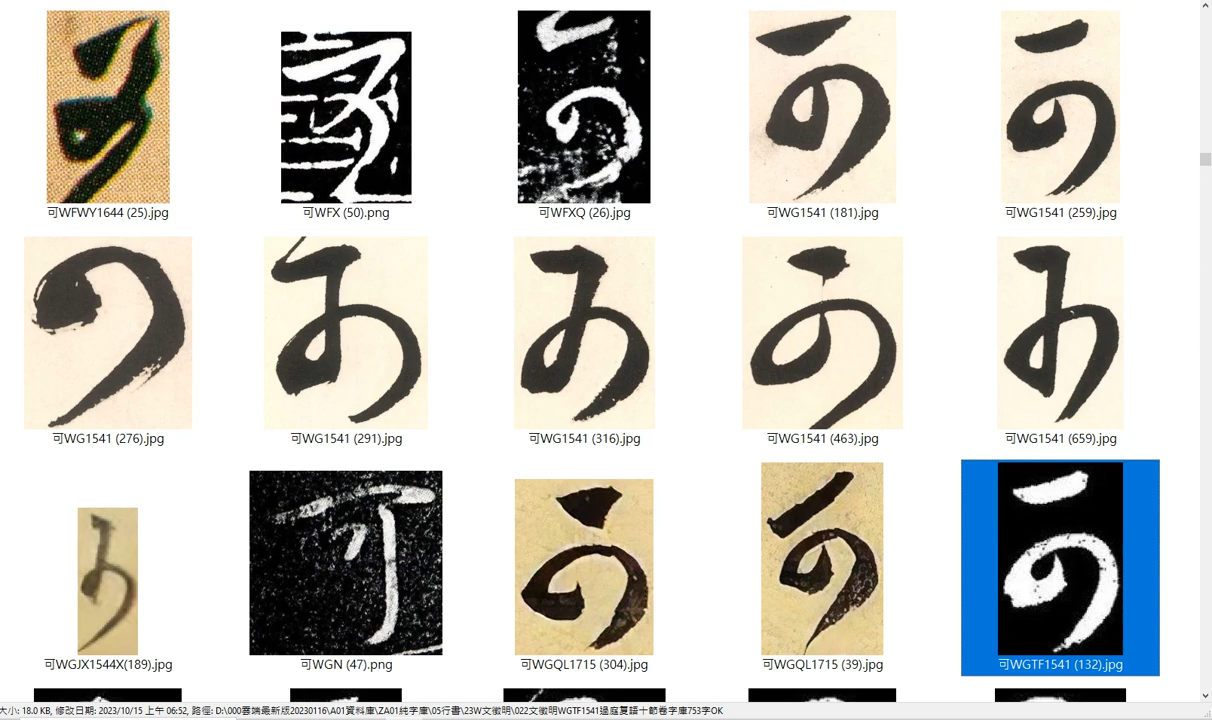 可WFWY1644 (25).jpg
可WFX (50).png
可WFXQ (26).jpg
可WG1541 (181).jpg
可WG1541 (259).jpg
可WG1541 (276).jpg
可WG1541 (291).jpg
可WG1541 (316).jpg
可WG1541 (463).jpg
可WG1541 (659).jpg
可
可WGJX1544X(189).jpg
可WGN (47).png
可WGQL1715 (304).jpg
可WGQL1715 (39).jpg
可WGTF1541 (132).jpg
大小: 18.0 KB, 修改日期: 2023/10/15 上午 06:52, 路徑: D:\000雲端最新版20230116\A01資料庫\ZA01純字庫\05行書\23W文徵明\022文徵明WGTF1541過庭复語十節卷字庫753字OK